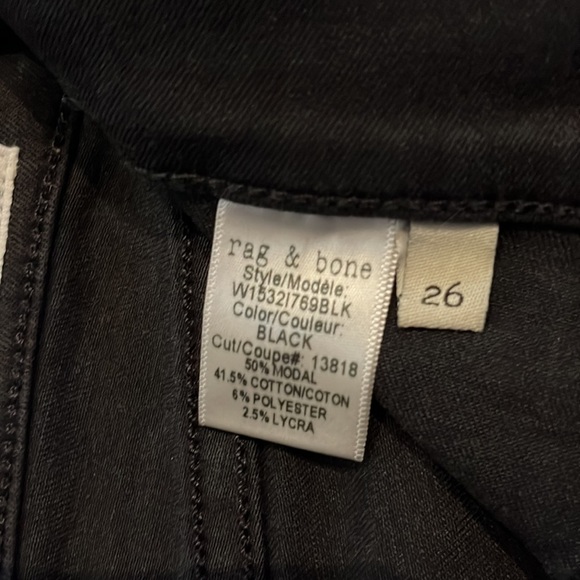 rag & bone
Style/Modèle:
W1532I769BLK
Color/Couleur:
BLACK
Cut/Coupe#: 13818
50% MODAL
41.5% COTTON/COTON
6% POLYESTER
2.5% LYCRA
26